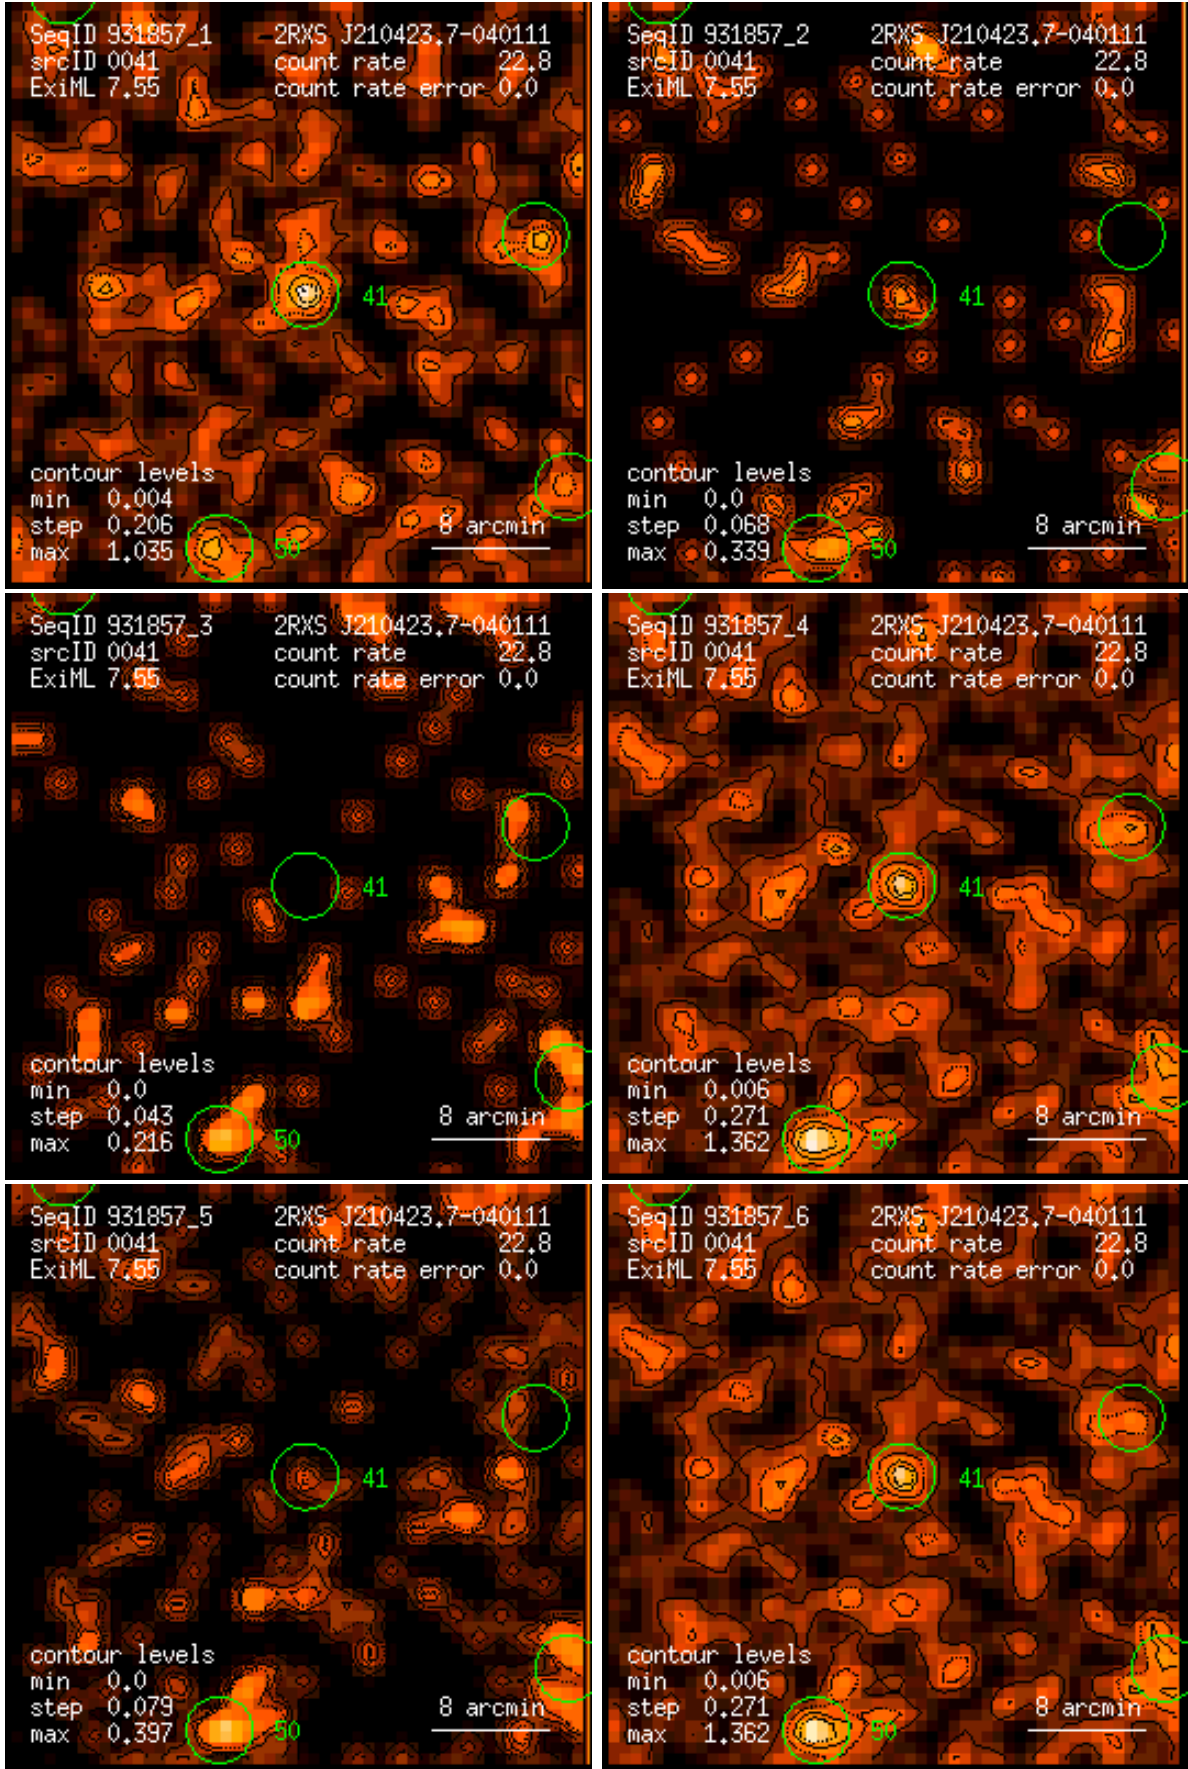 SeqID 931857_1 2RXS J210423.7-040111
srcID 0041 count rate 22.8
ExiML 7.55 count rate error 0.0
41
contour levels
min 0.004
step 0.206 8 arcmin
max 1.035 50
SeqID 931857_2 2RXS J210423.7-040111
srcID 0041 count rate 22.8
ExiML 7.55 count rate error 0.0
41
contour levels
min 0.0
step 0.068 8 arcmin
max 0.339 50
SeqID 931857_3 2RXS J210423.7-040111
srcID 0041 count rate 22.8
ExiML 7.55 count rate error 0.0
41
contour levels
min 0.0
step 0.043 8 arcmin
max 0.216 50
SeqID 931857_4 2RXS J210423.7-040111
srcID 0041 count rate 22.8
ExiML 7.55 count rate error 0.0
41
contour levels
min 0.006
step 0.271 8 arcmin
max 1.362 50
SeqID 931857_5 2RXS J210423.7-040111
srcID 0041 count rate 22.8
ExiML 7.55 count rate error 0.0
41
contour levels
min 0.0
step 0.079 8 arcmin
max 0.397 50
SeqID 931857_6 2RXS J210423.7-040111
srcID 0041 count rate 22.8
ExiML 7.55 count rate error 0.0
41
contour levels
min 0.006
step 0.271 8 arcmin
max 1.362 50